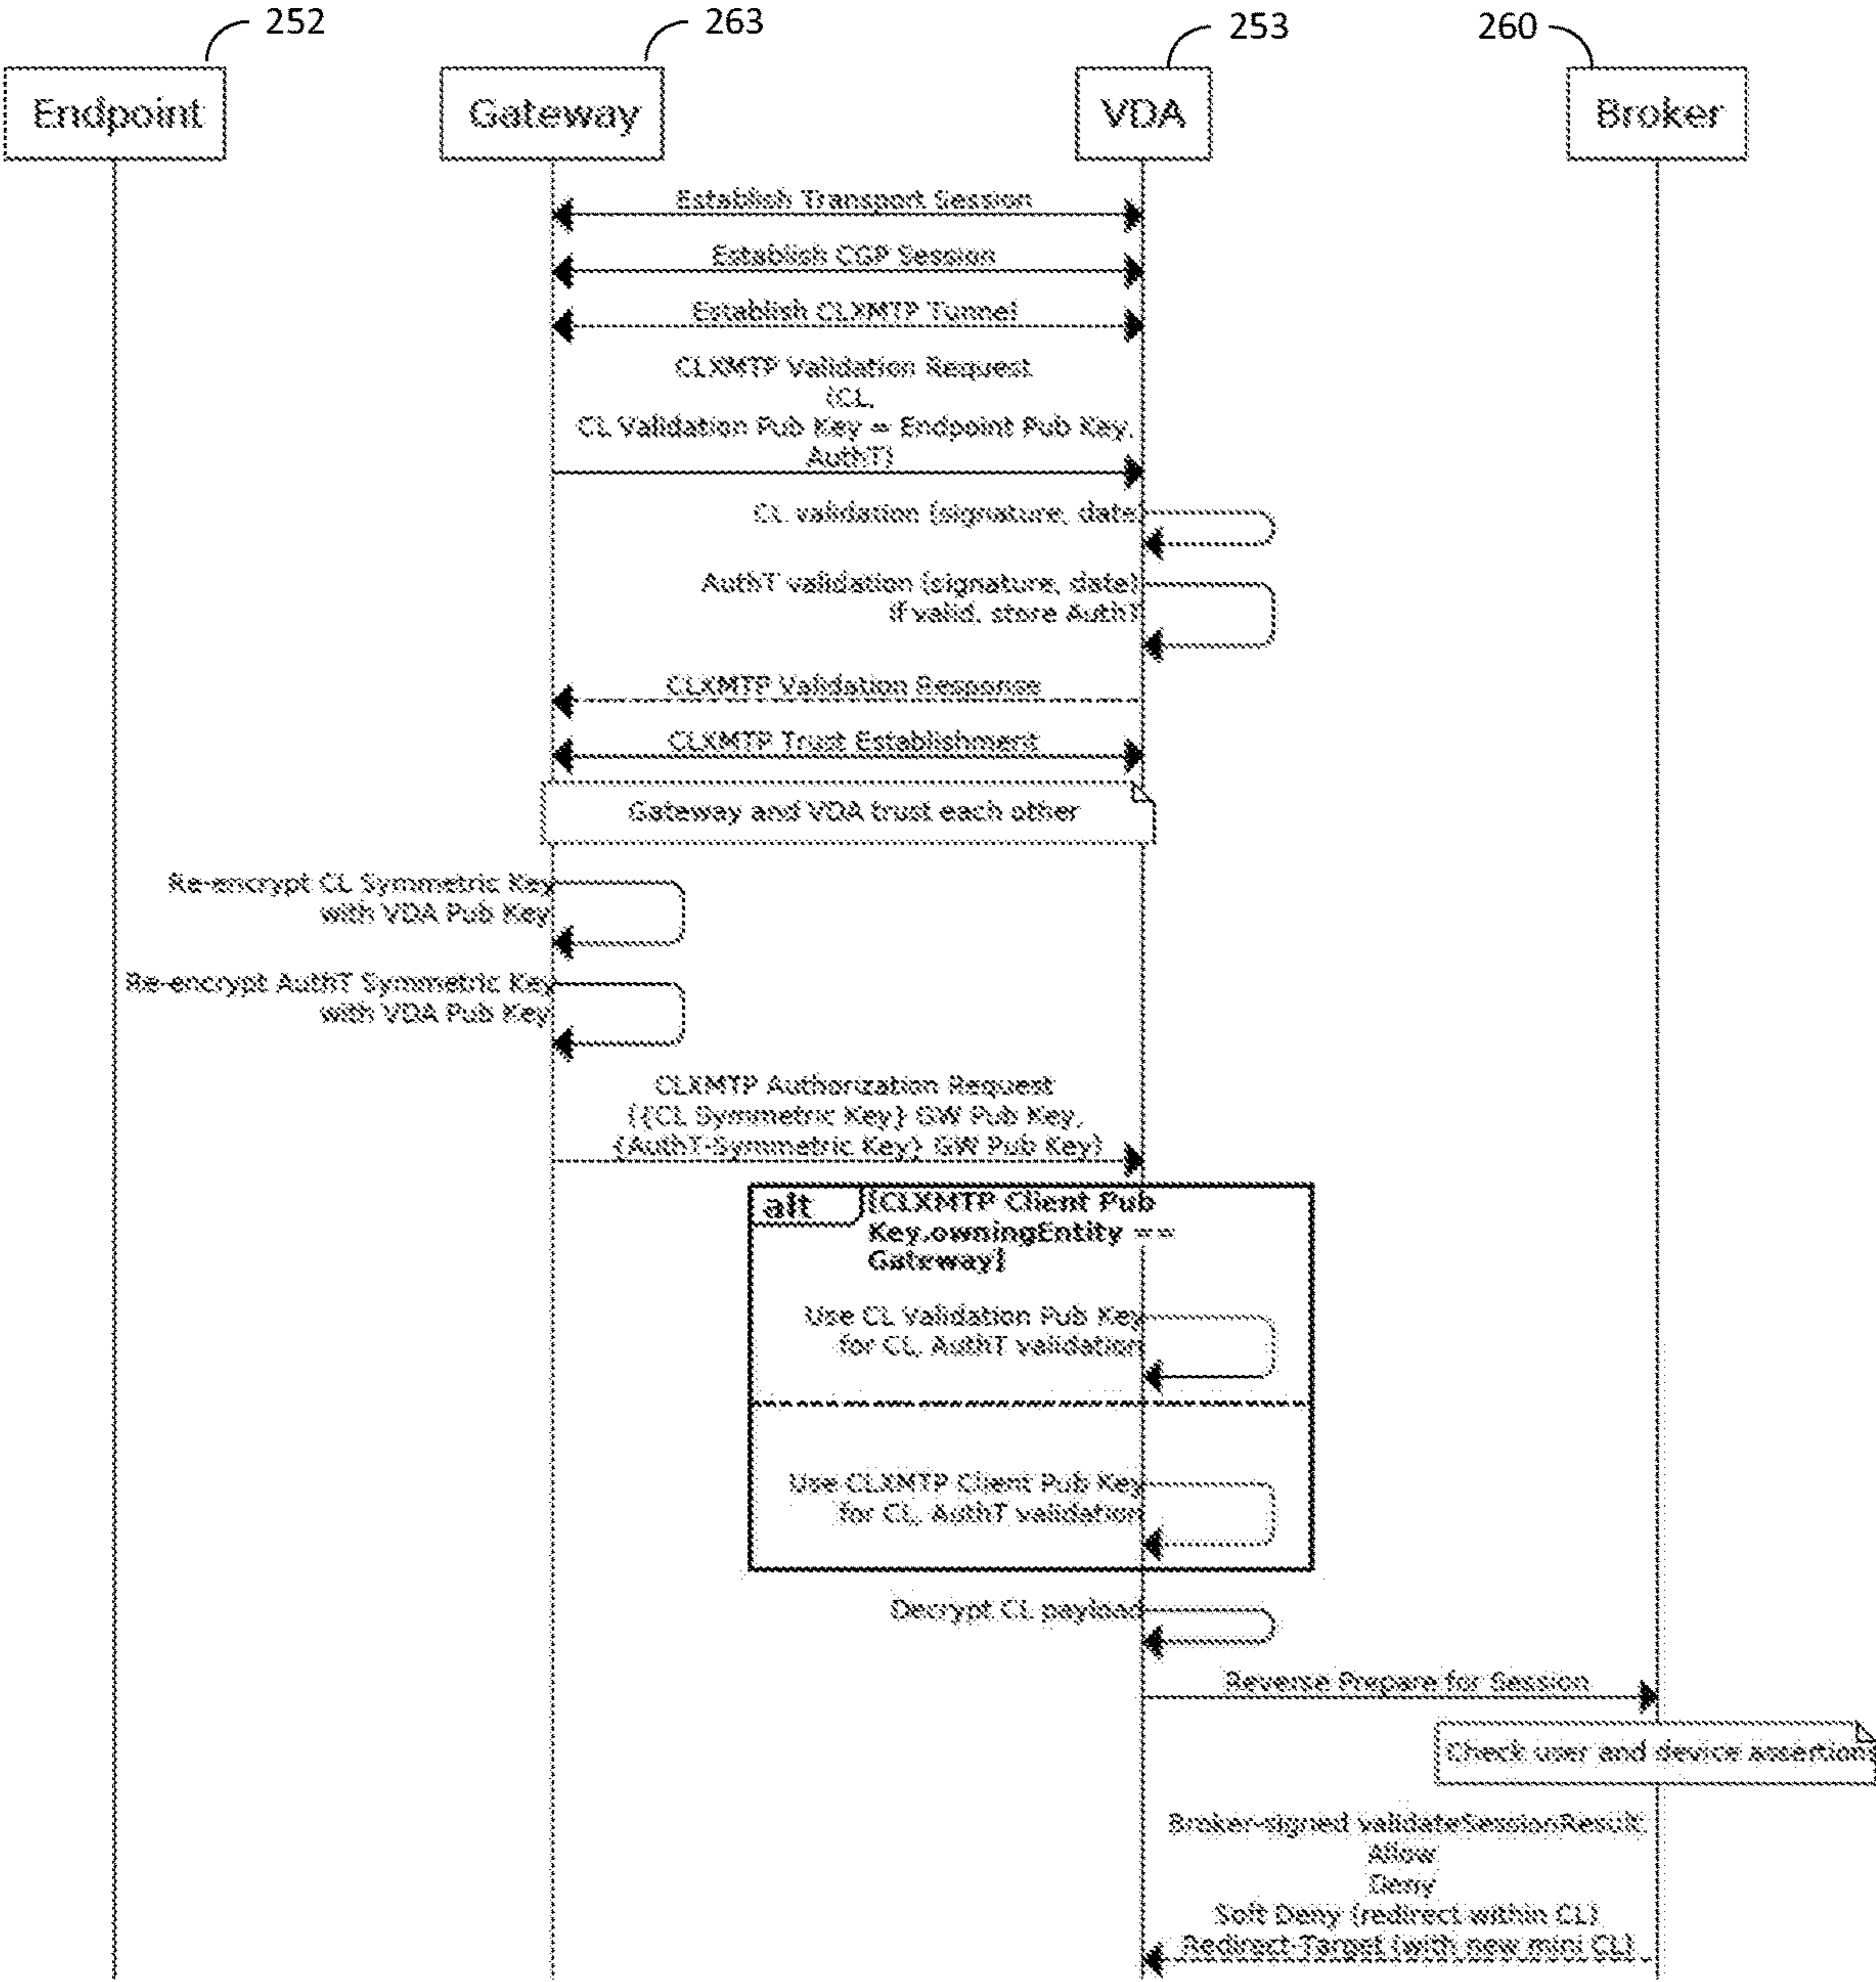 252
263
253
260
Endpoint
Gateway
VDA
Broker
Establish Transport Session
Establish CGP Session
Establish CLXMTP Tunnel
CLXMTP Validation Request
(CL,
CL Validation Pub Key = Endpoint Pub Key,
AuthT)
CL validation (signature, date
AuthT validation (signature, date)
if valid, store AuthT
CLXMTP Validation Response
CLXMTP Trust Establishment
Gateway and VDA trust each other
Re-encrypt CL Symmetric Key
with VDA Pub Key
Re-encrypt AuthT Symmetric Key
with VDA Pub Key
CLXMTP Authorization Request
({CL Symmetric Key} GW Pub Key,
{AuthT-Symmetric Key} GW Pub Key)
alt
[CLXMTP Client Pub
Key.owningEntity ==
Gateway]
Use CL Validation Pub Key
for CL, AuthT validation
Use CLXMTP Client Pub Key
for CL, AuthT validation
Decrypt CL payload
Reverse Prepare for Session
Check user and device assertions
Broker-signed validateSessionResult:
Allow
Deny
Soft Deny (redirect within CL)
Redirect-Target (with new mini CL)